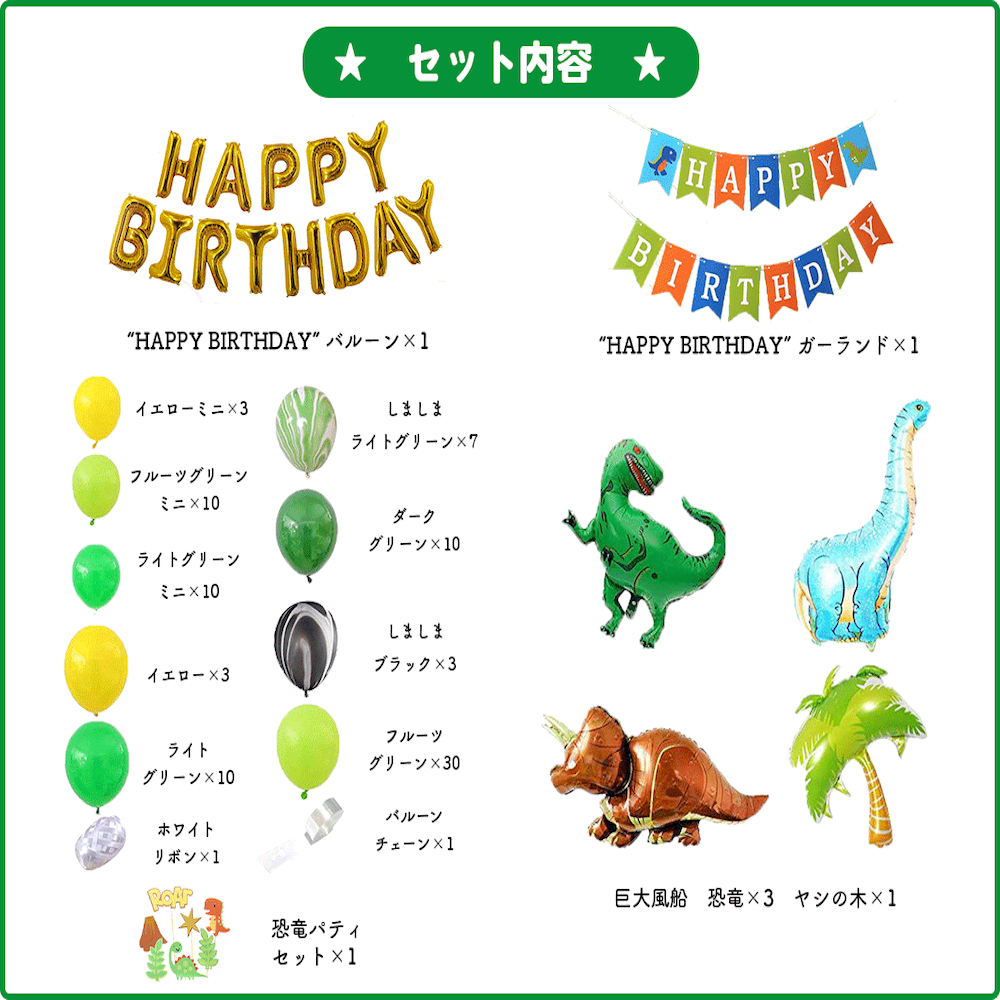 ★ セット内容 ★
HAPPY
BIRTHDAY
HAPPY
BIRTHDAY
“HAPPY BIRTHDAY” バルーン×1
“HAPPY BIRTHDAY” ガーランド×1
イエローミニ×3
しましま
ライトグリーン×7
フルーツグリーン
ミニ×10
ダーク
グリーン×10
ライトグリーン
ミニ×10
しましま
ブラック×3
イエロー×3
フルーツ
グリーン×30
ライト
グリーン×10
ホワイト
リボン×1
バルーン
チェーン×1
巨大風船 恐竜×3 ヤシの木×1
ROAr
恐竜パティ
セット×1